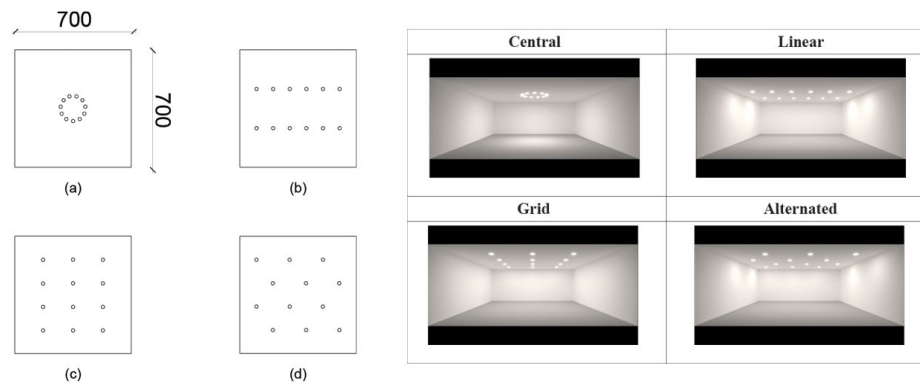 700
700
(a)
(b)
(c)
(d)
Central
Linear
Grid
Alternated